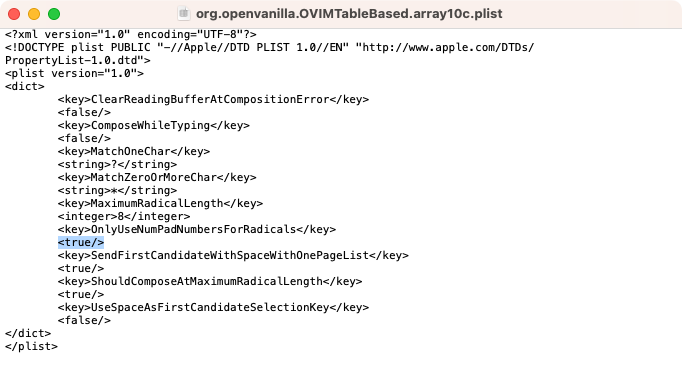 org.openvanilla.OVIMTableBased.array10c.plist
<?xml version="1.0" encoding="UTF-8"?>
<!DOCTYPE plist PUBLIC "-//Apple//DTD PLIST 1.0//EN" "http://www.apple.com/DTDs/
PropertyList-1.0.dtd">
<plist version="1.0">
<dict>
	<key>ClearReadingBufferAtCompositionError</key>
	<false/>
	<key>ComposeWhileTyping</key>
	<false/>
	<key>MatchOneChar</key>
	<string>?</string>
	<key>MatchZeroOrMoreChar</key>
	<string>*</string>
	<key>MaximumRadicalLength</key>
	<integer>8</integer>
	<key>OnlyUseNumPadNumbersForRadicals</key>
	<true/>
	<key>SendFirstCandidateWithSpaceWithOnePageList</key>
	<true/>
	<key>ShouldComposeAtMaximumRadicalLength</key>
	<true/>
	<key>UseSpaceAsFirstCandidateSelectionKey</key>
	<false/>
</dict>
</plist>